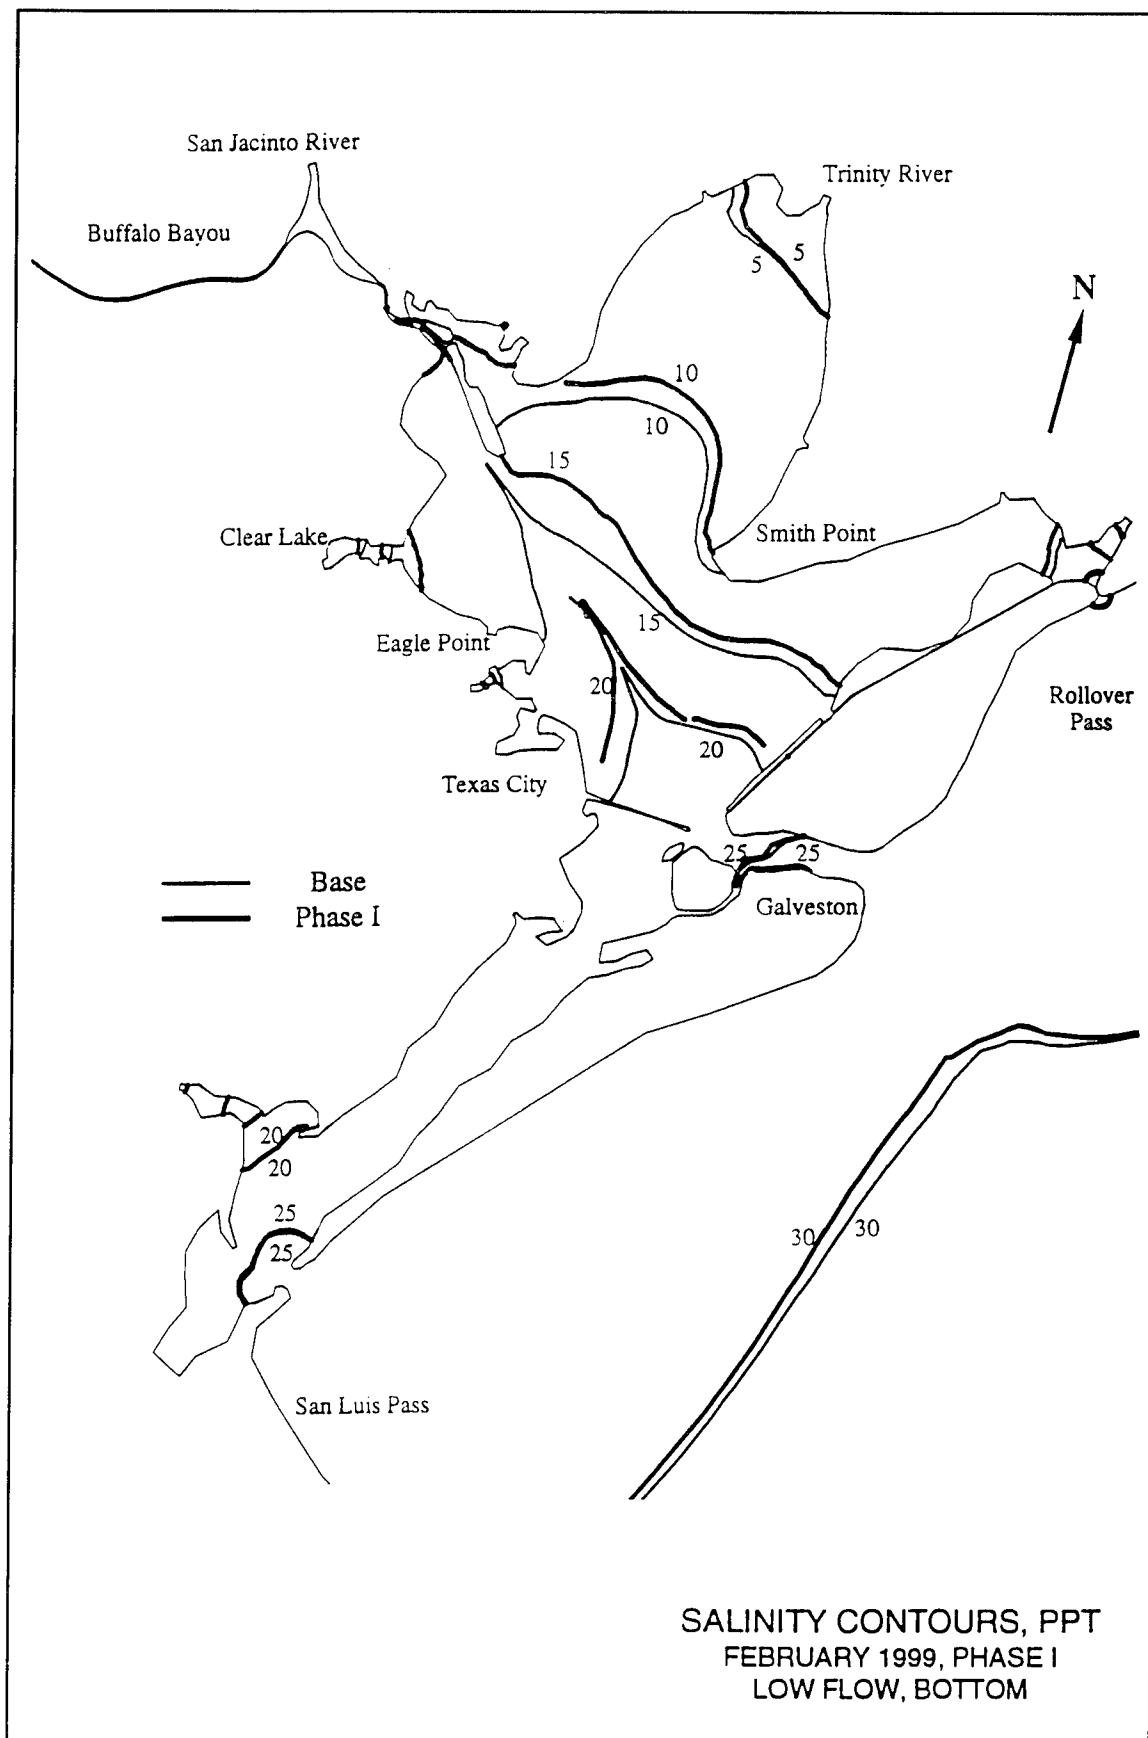 San Jacinto River
Trinity River
Buffalo Bayou
5
5
N
10
10
15
Clear Lake
Smith Point
15
Eagle Point
20
Rollover
Pass
20
Texas City
25
25
Base
Phase I
Galveston
20
20
25
25
30
30
San Luis Pass
SALINITY CONTOURS, PPT
FEBRUARY 1999, PHASE I
LOW FLOW, BOTTOM